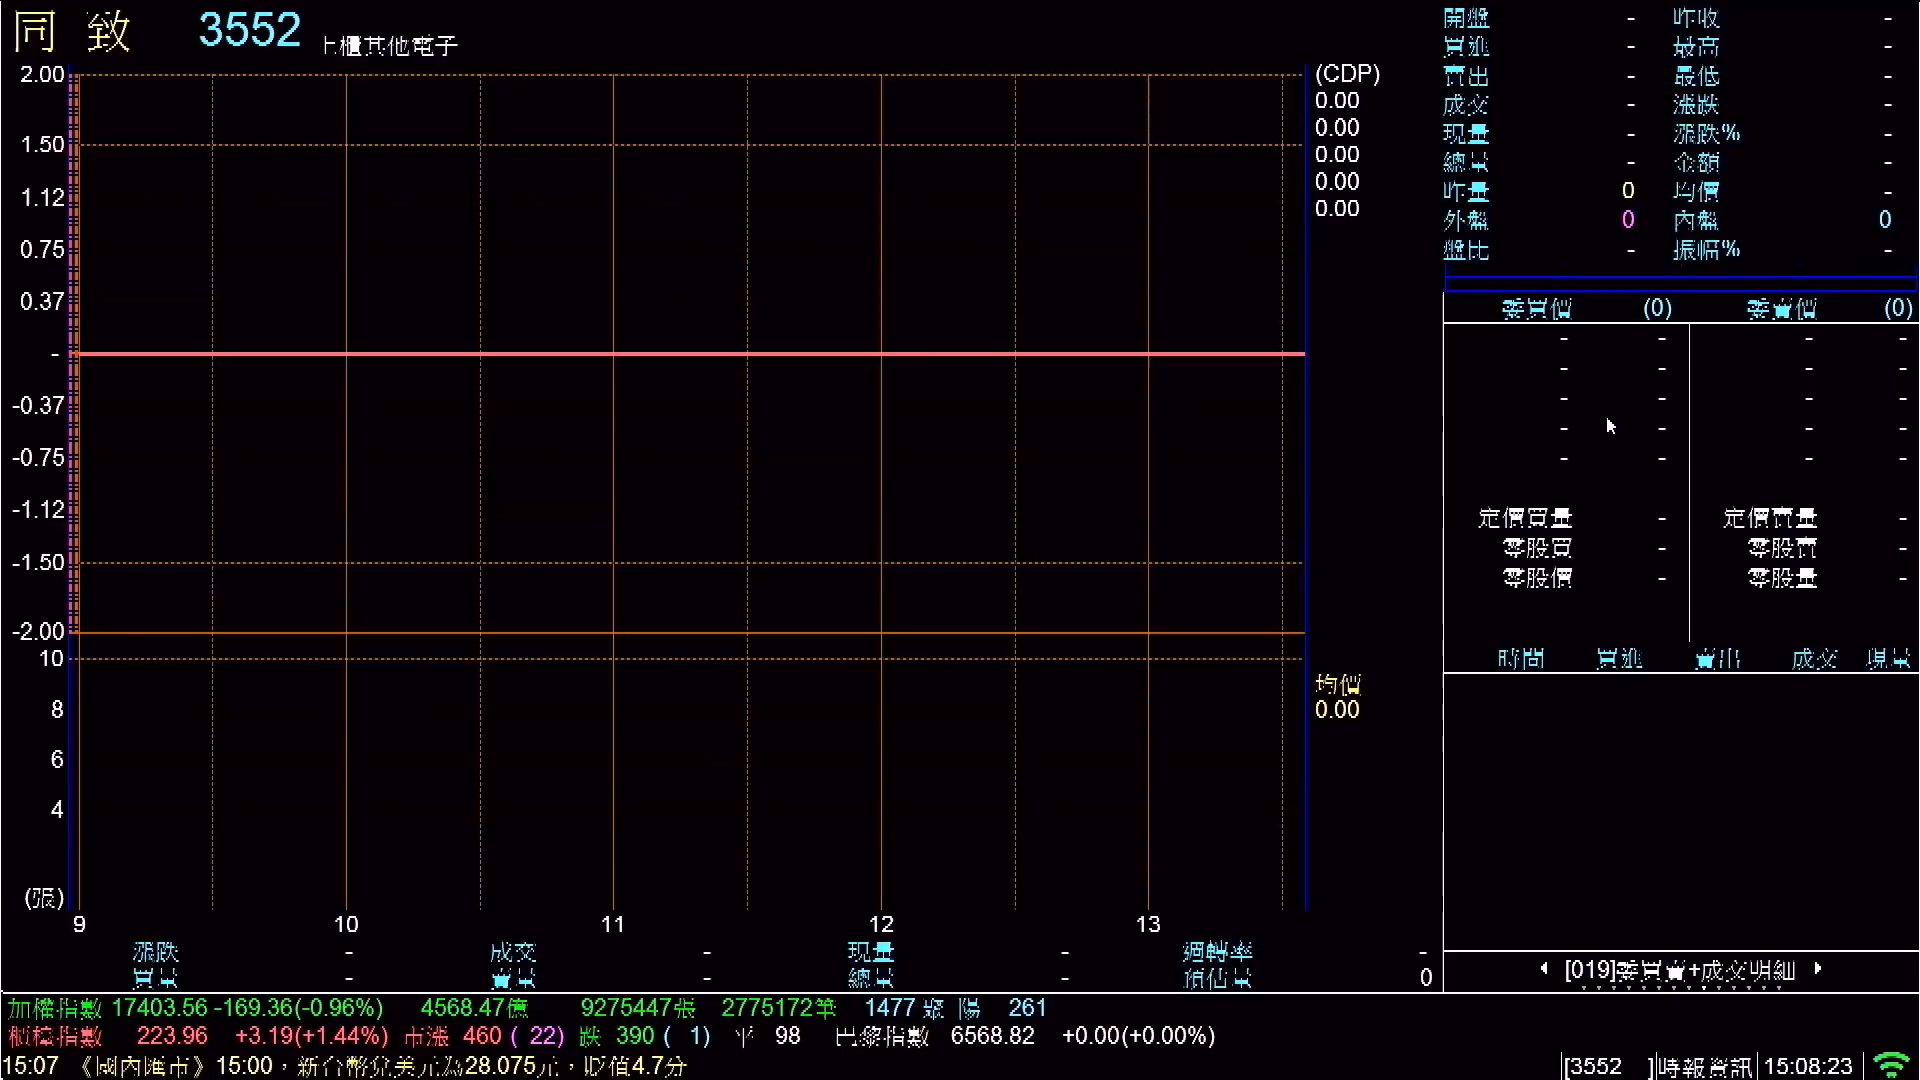 同 致 3552 上櫃其他電子
2.00
1.50
1.12
0.75
0.37
-
-0.37
-0.75
-1.12
-1.50
-2.00
10
8
6
4
(張)
9 10 11 12 13
(CDP)
0.00
0.00
0.00
0.00
0.00
均價
0.00
漲跌 - 成交 - 現量 - 週轉率 -
買量 - 賣量 - 總量 - 預估量 0
開盤 - 昨收 -
買進 - 最高 -
賣出 - 最低 -
成交 - 漲跌 -
現量 - 漲跌% -
總量 - 金額 -
昨量 0 均價 -
外盤 0 內盤 0
盤比 - 振幅% -
委買價 (0) 委賣價 (0)
- - - -
- - - -
- - - -
- - - -
- - - -
定價買量 - 定價賣量 -
零股買 - 零股賣 -
零股價 - 零股量 -
時間 買進 賣出 成交 現量
[019]委買賣+成交明細
加權指數 17403.56 -169.36(-0.96%) 4568.47億 9275447張 2775172筆 1477 聚 陽 261
櫃檯指數 223.96 +3.19(+1.44%) 市漲 460 ( 22) 跌 390 ( 1) 平 98 巴黎指數 6568.82 +0.00(+0.00%)
15:07 《國內匯市》15:00，新台幣兌美元為28.075元，貶值4.7分 [3552 ]時報資訊 15:08:23